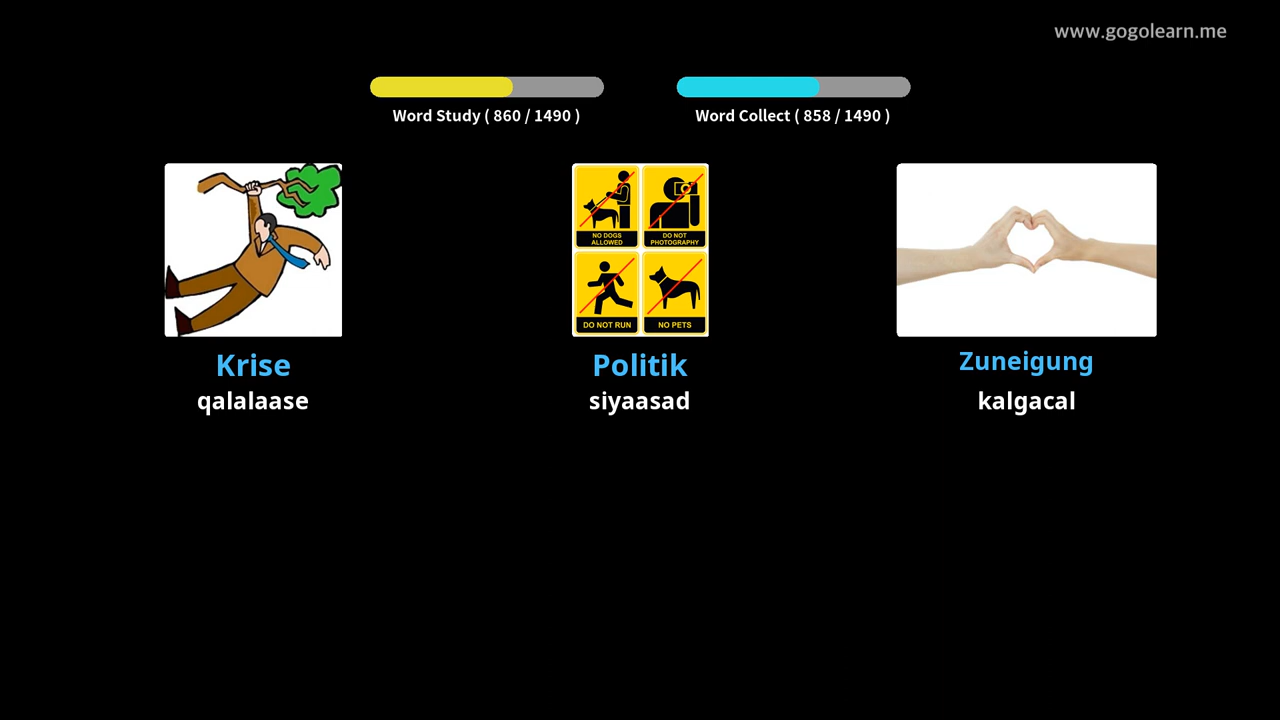 www.gogolearn.me
Word Study ( 860 / 1490 )
Word Collect ( 858 / 1490 )
NO DOGS
ALLOWED
DO NOT
PHOTOGRAPHY
DO NOT RUN
NO PETS
Krise
Politik
Zuneigung
qalalaase
siyaasad
kalgacal